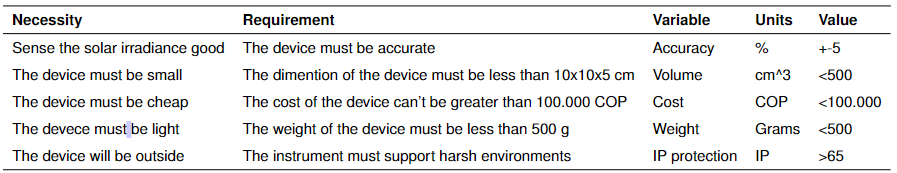 Necessity Requirement Variable Units Value
Sense the solar irradiance good The device must be accurate Accuracy % +-5
The device must be small The dimention of the device must be less than 10x10x5 cm Volume cm^3 <500
The device must be cheap The cost of the device can't be greater than 100.000 COP Cost COP <100.000
The devece must be light The weight of the device must be less than 500 g Weight Grams <500
The device will be outside The instrument must support harsh environments IP protection IP >65